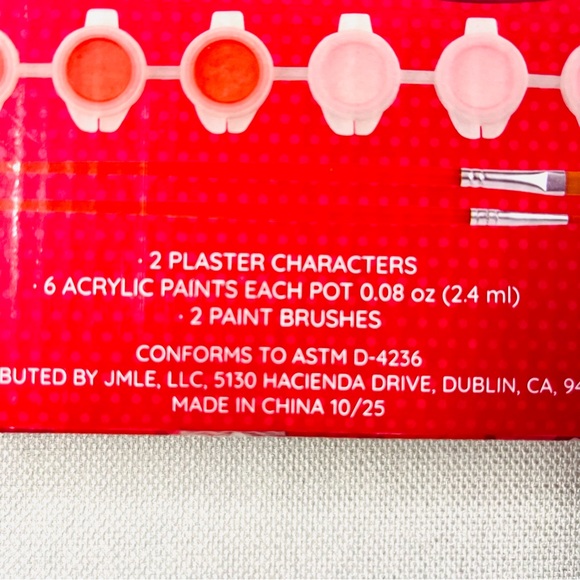 · 2 PLASTER CHARACTERS
· 6 ACRYLIC PAINTS EACH POT 0.08 oz (2.4 ml)
· 2 PAINT BRUSHES
CONFORMS TO ASTM D-4236
BUTED BY JMLE, LLC, 5130 HACIENDA DRIVE, DUBLIN, CA, 94
MADE IN CHINA 10/25